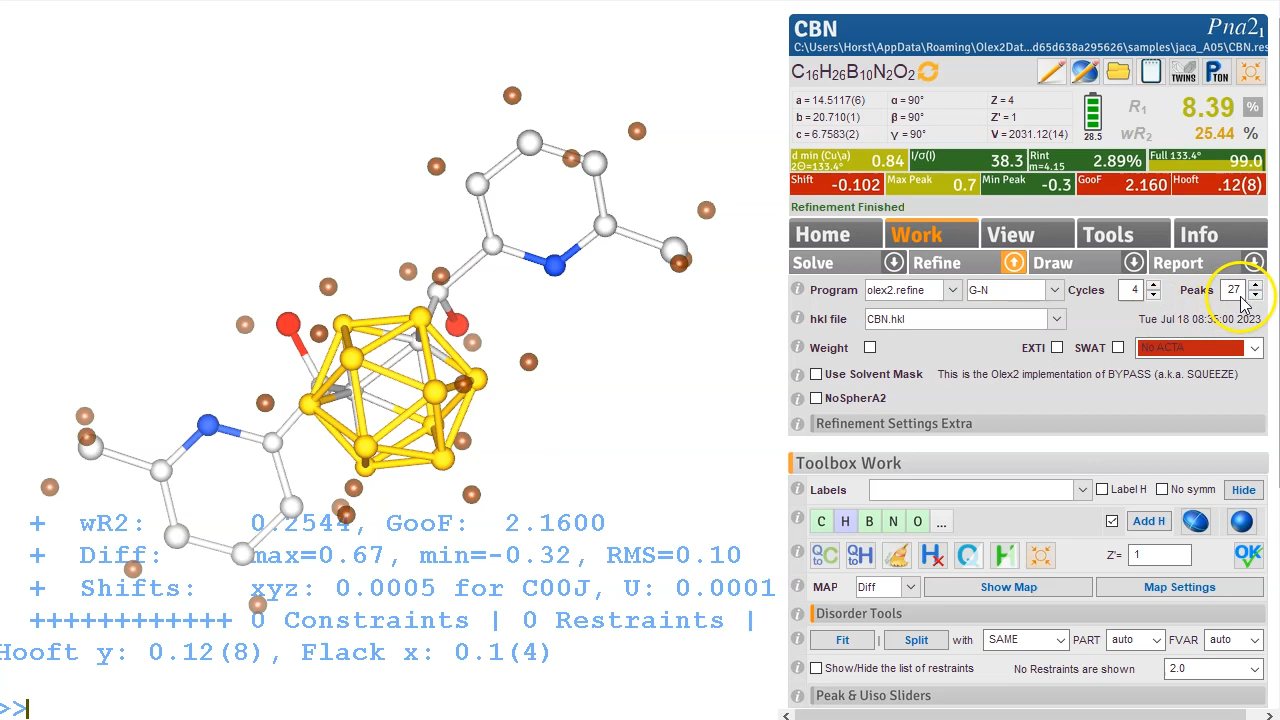 CBN
Pna2₁
C:\Users\Horst\AppData\Roaming\Olex2Dat...d65d638a295626\samples\jaca_A05\CBN.res
C₁₆H₂₆B₁₀N₂O₂
TWINS
PTON
a = 14.5117(6) α = 90° Z = 4
b = 20.710(1) β = 90° Z' = 1
c = 6.7583(2) γ = 90° V = 2031.12(14)
28.5
R₁ 8.39 %
wR₂ 25.44 %
d min (Cu\a) 2Θ=133.4° 0.84 I/σ(I) 38.3 Rint m=4.15 2.89% Full 133.4° 99.0
Shift -0.102 Max Peak 0.7 Min Peak -0.3 GooF 2.160 Hooft .12(8)
Refinement Finished
Home Work View Tools Info
Solve Refine Draw Report
Program olex2.refine G-N Cycles 4 Peaks 27
hkl file CBN.hkl Tue Jul 18 08:35:00 2023
Weight EXTI SWAT No ACTA
Use Solvent Mask This is the Olex2 implementation of BYPASS (a.k.a. SQUEEZE)
NoSpherA2
Refinement Settings Extra
Toolbox Work
Labels Label H No symm Hide
C H B N O ... Add H
Z'= 1 OK
MAP Diff Show Map Map Settings
Disorder Tools
Fit | Split with SAME PART auto FVAR auto
Show/Hide the list of restraints No Restraints are shown 2.0
Peak & Uiso Sliders
+ wR2: 0.2544, GooF: 2.1600
+ Diff: max=0.67, min=-0.32, RMS=0.10
+ Shifts: xyz: 0.0005 for C00J, U: 0.0001
++++++++++++ 0 Constraints | 0 Restraints |
Hooft y: 0.12(8), Flack x: 0.1(4)
>>